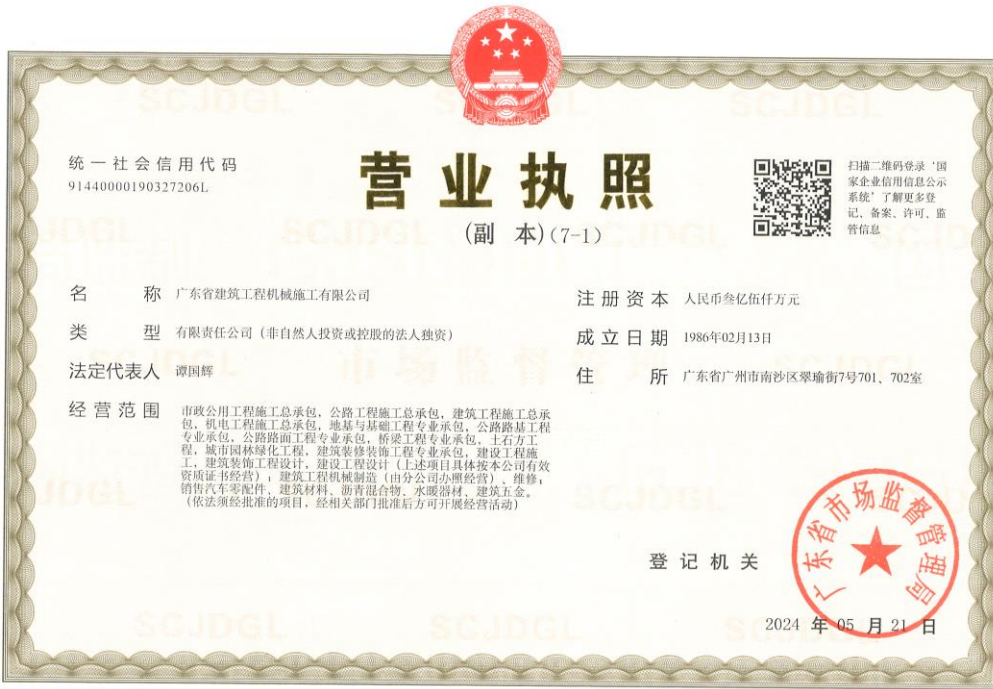 统一社会信用代码
91440000190327206L
营业执照
(副 本)(7-1)
扫描二维码登录‘国
家企业信用信息公示
系统’了解更多登
记、备案、许可、监
管信息
名 称 广东省建筑工程机械施工有限公司
类 型 有限责任公司（非自然人投资或控股的法人独资）
法定代表人 谭国辉
经营范围 市政公用工程施工总承包，公路工程施工总承包，建筑工程施工总承
包，机电工程施工总承包，地基与基础工程专业承包，公路路基工程
专业承包，公路路面工程专业承包，桥梁工程专业承包，土石方工
程，城市园林绿化工程，建筑装修装饰工程专业承包，建设工程施
工，建筑装饰工程设计，建设工程设计（上述项目具体按本公司有效
资质证书经营）；建筑工程机械制造（由分公司办照经营）、维修；
销售汽车零配件、建筑材料、沥青混合物、水暖器材、建筑五金。
（依法须经批准的项目，经相关部门批准后方可开展经营活动）
注册资本 人民币叁亿伍仟万元
成立日期 1986年02月13日
住 所 广东省广州市南沙区翠瑜街7号701、702室
登记机关
广东省市场监督管理局
2024 年 05 月 21 日
SCJDGL
市场监督管理